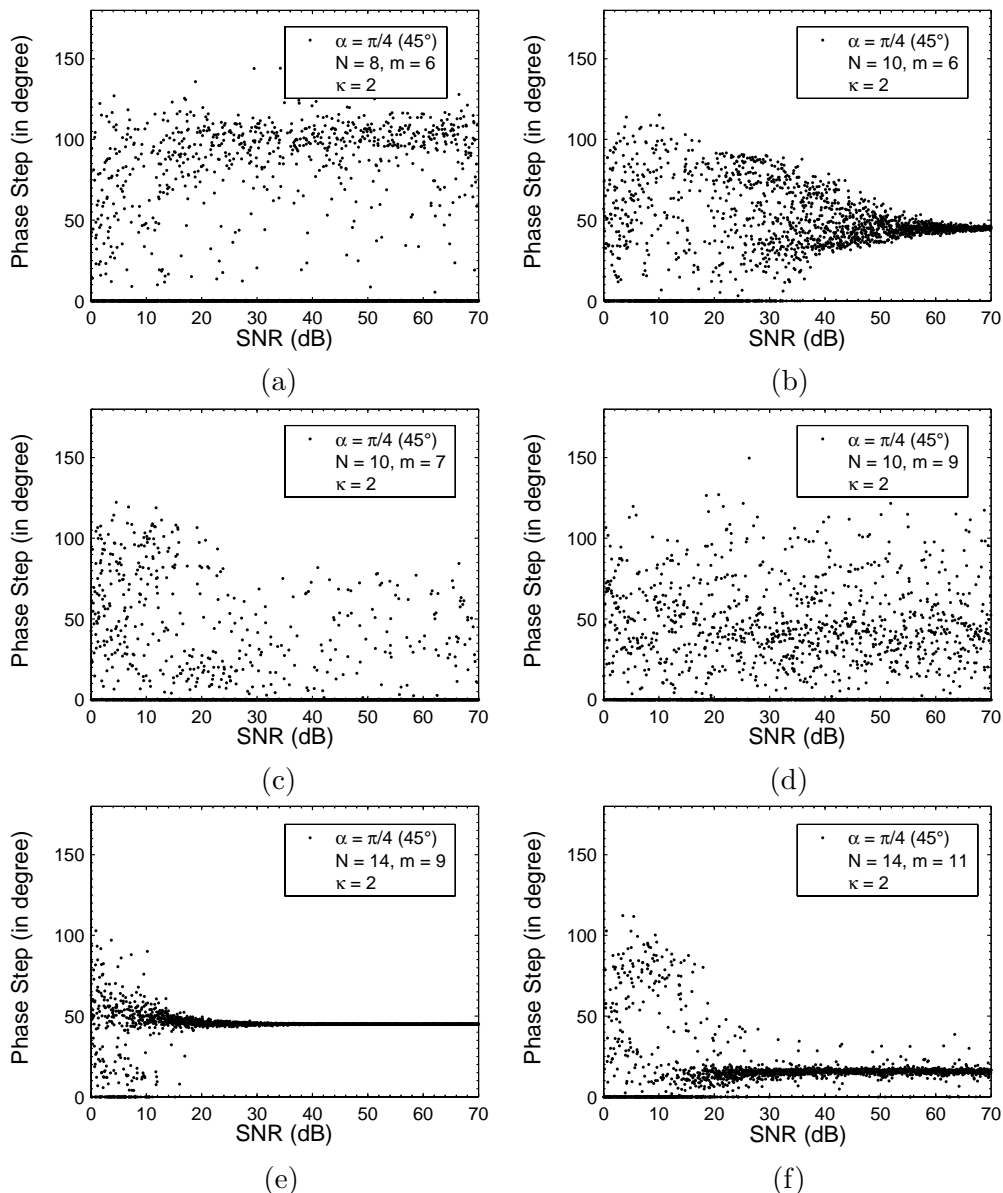 Phase Step (in degree)
150
100
50
0
α = π/4 (45°)
N = 8, m = 6
κ = 2
0 10 20 30 40 50 60 70
SNR (dB)
(a)
Phase Step (in degree)
150
100
50
0
α = π/4 (45°)
N = 10, m = 6
κ = 2
0 10 20 30 40 50 60 70
SNR (dB)
(b)
Phase Step (in degree)
150
100
50
0
α = π/4 (45°)
N = 10, m = 7
κ = 2
0 10 20 30 40 50 60 70
SNR (dB)
(c)
Phase Step (in degree)
150
100
50
0
α = π/4 (45°)
N = 10, m = 9
κ = 2
0 10 20 30 40 50 60 70
SNR (dB)
(d)
Phase Step (in degree)
150
100
50
0
α = π/4 (45°)
N = 14, m = 9
κ = 2
0 10 20 30 40 50 60 70
SNR (dB)
(e)
Phase Step (in degree)
150
100
50
0
α = π/4 (45°)
N = 14, m = 11
κ = 2
0 10 20 30 40 50 60 70
SNR (dB)
(f)